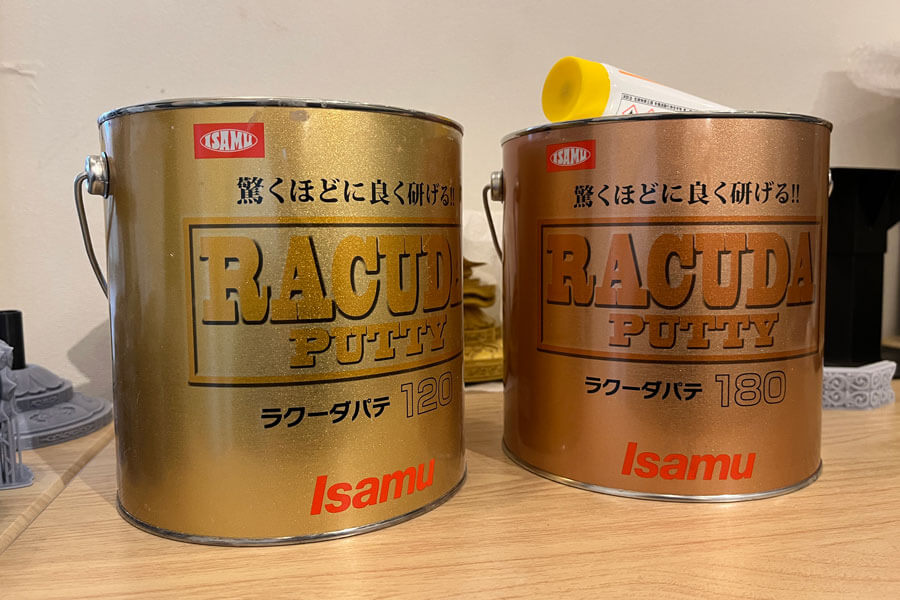 ISAMU
驚くほどに良く研げる!!
RACUDA
PUTTY
ラクーダパテ 120
Isamu
ISAMU
驚くほどに良く研げる!!
RACUDA
PUTTY
ラクーダパテ 180
Isamu